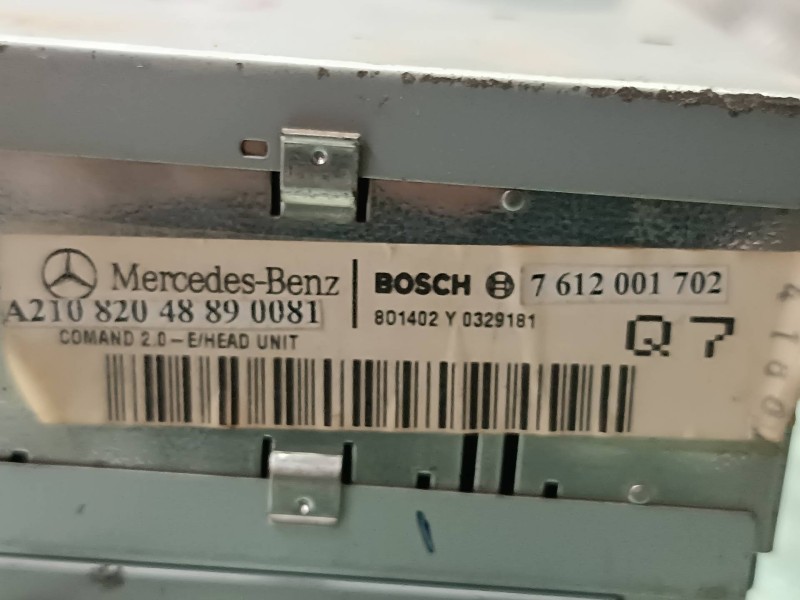 Mercedes-Benz
A210 820 48 89 0081
COMAND 2.0-E/HEAD UNIT
BOSCH 7 612 001 702
801402 Y 0329181
Q7